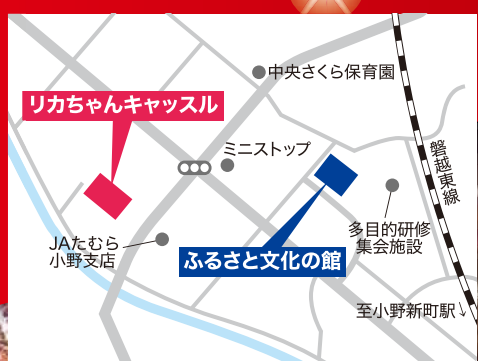 中央さくら保育園
リカちゃんキャッスル
ミニストップ
磐越東線
JAたむら
小野支店
ふるさと文化の館
多目的研修
集会施設
至小野新町駅↓